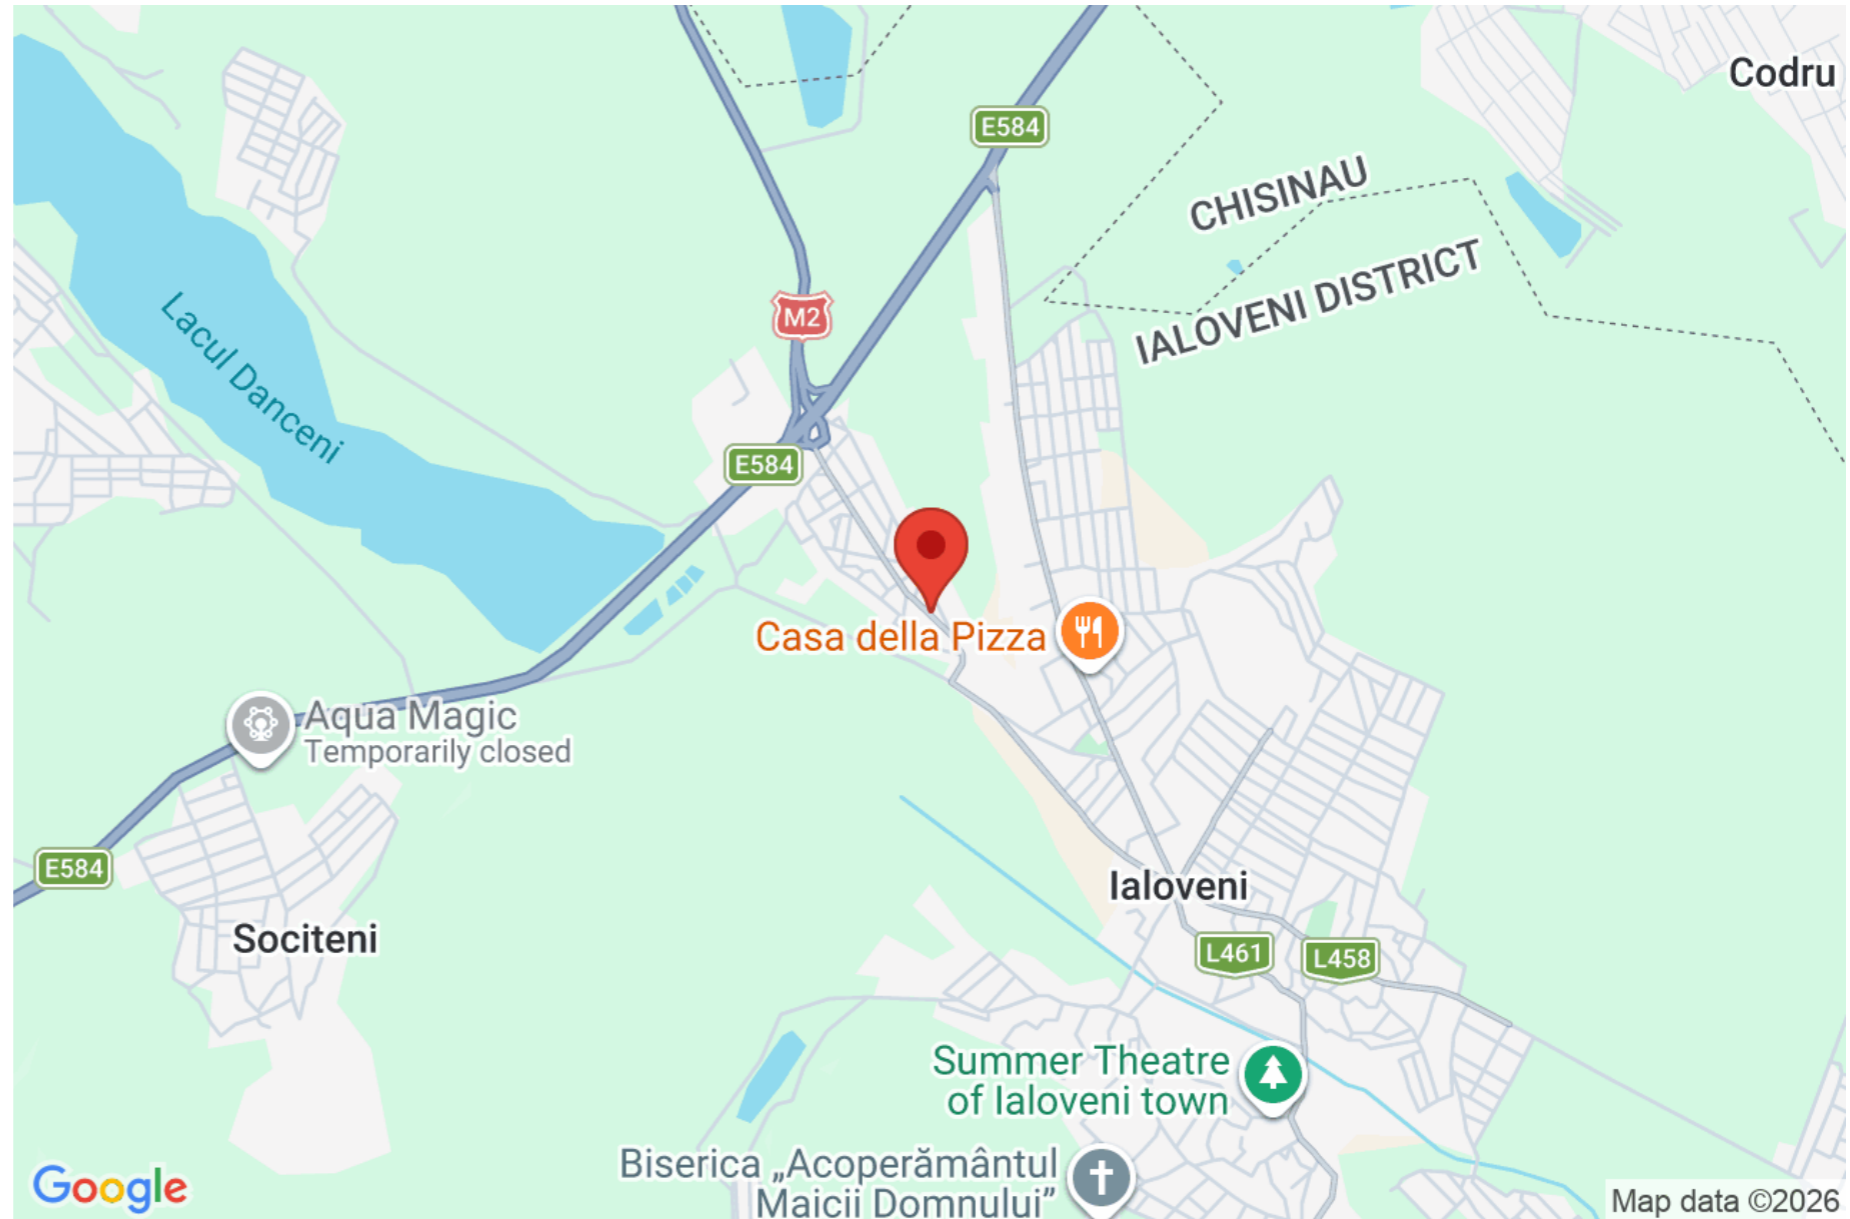 Codru
E584
CHISINAU
IALOVENI DISTRICT
M2
Lacul Danceni
E584
Casa della Pizza
Aqua Magic
Temporarily closed
E584
Ialoveni
Sociteni
L461
L458
Summer Theatre
of Ialoveni town
Biserica „Acoperământul
Maicii Domnului”
Google
Map data ©2026